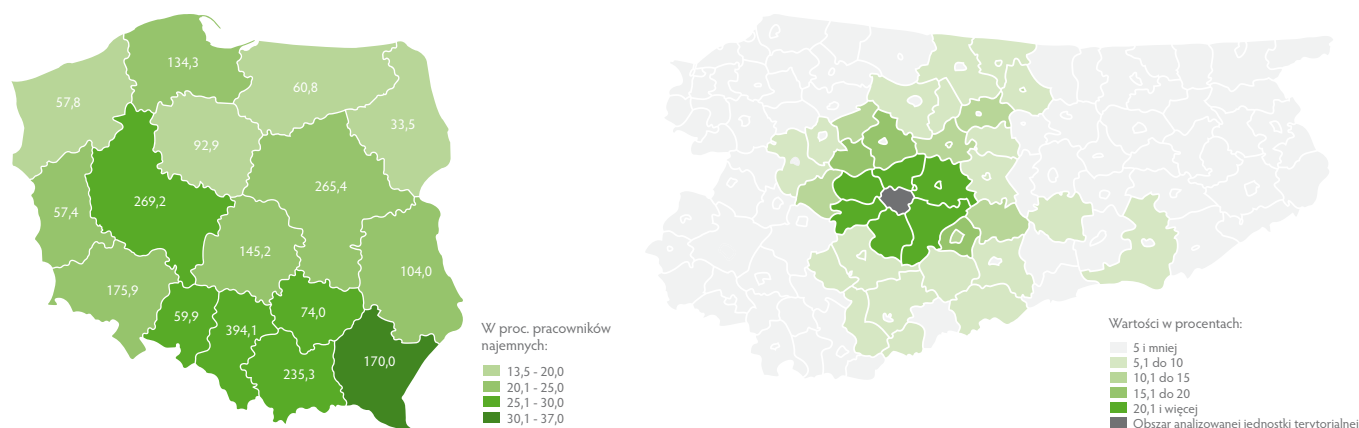 134,3
57,8
60,8
33,5
92,9
265,4
269,2
57,4
145,2
104,0
175,9
59,9
394,1
74,0
170,0
235,3
W proc. pracowników
najemnych:
13,5 - 20,0
20,1 - 25,0
25,1 - 30,0
30,1 - 37,0
Wartości w procentach:
5 i mniej
5,1 do 10
10,1 do 15
15,1 do 20
20,1 i więcej
Obszar analizowanej jednostki terytorialnej